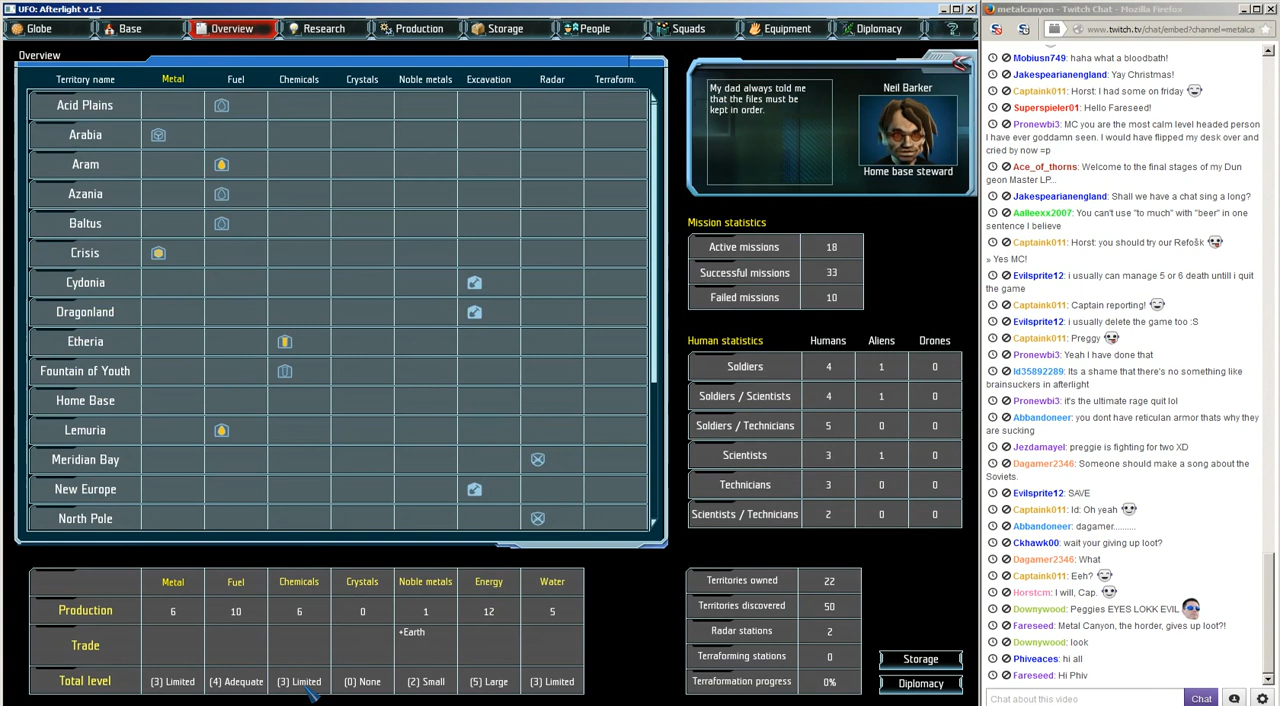 UFO: Afterlight v1.5
Globe Base Overview Research Production Storage People Squads Equipment Diplomacy ?
Overview
Territory name Metal Fuel Chemicals Crystals Noble metals Excavation Radar Terraform.
Acid Plains
Arabia
Aram
Azania
Baltus
Crisis
Cydonia
Dragonland
Etheria
Fountain of Youth
Home Base
Lemuria
Meridian Bay
New Europe
North Pole
My dad always told me
that the files must be
kept in order.
Neil Barker
Home base steward
Mission statistics
Active missions 18
Successful missions 33
Failed missions 10
Human statistics Humans Aliens Drones
Soldiers 4 1 0
Soldiers / Scientists 4 1 0
Soldiers / Technicians 5 0 0
Scientists 3 1 0
Technicians 3 0 0
Scientists / Technicians 2 0 0
Metal Fuel Chemicals Crystals Noble metals Energy Water
Production 6 10 6 0 1 12 5
Trade +Earth
Total level (3) Limited (4) Adequate (3) Limited (0) None (2) Small (5) Large (3) Limited
Territories owned 22
Territories discovered 50
Radar stations 2
Terraforming stations 0
Terraformation progress 0%
Storage
Diplomacy
metalcanyon - Twitch Chat - Mozilla Firefox
www.twitch.tv/chat/embed?channel=metalca
Mobiusn749: haha what a bloodbath!
Jakespearianengland: Yay Christmas!
Captaink011: Horst: I had some on friday
Superspieler01: Hello Fareseed!
Pronewbi3: MC you are the most calm level headed person
I have ever goddamn seen. I would have flipped my desk over and
cried by now =p
Ace_of_thorns: Welcome to the final stages of my Dun
geon Master LP...
Jakespearianengland: Shall we have a chat sing a long?
Aalleexx2007: You can't use "to much" with "beer" in one
sentence I believe
Captaink011: Horst: you should try our Refošk
» Yes MC!
Evilsprite12: i usually can manage 5 or 6 death untill i quit
the game
Captaink011: Captain reporting!
Evilsprite12: i usually delete the game too :S
Captaink011: Preggy
Pronewbi3: Yeah I have done that
Id35892289: Its a shame that there's no something like
brainsuckers in afterlight
Pronewbi3: it's the ultimate rage quit lol
Abbandoneer: you dont have reticulan armor thats why they
are sucking
Jezdamayel: preggie is fighting for two XD
Dagamer2346: Someone should make a song about the
Soviets.
Evilsprite12: SAVE
Captaink011: Id: Oh yeah
Abbandoneer: dagamer..........
Ckhawk00: wait your giving up loot?
Dagamer2346: What
Captaink011: Eeh?
Horstcm: I will, Cap.
Downywood: Peggies EYES LOKK EVIL
Fareseed: Metal Canyon, the horder, gives up loot?!
Downywood: look
Phiveaces: hi all
Fareseed: Hi Phiv
Chat about this video
Chat